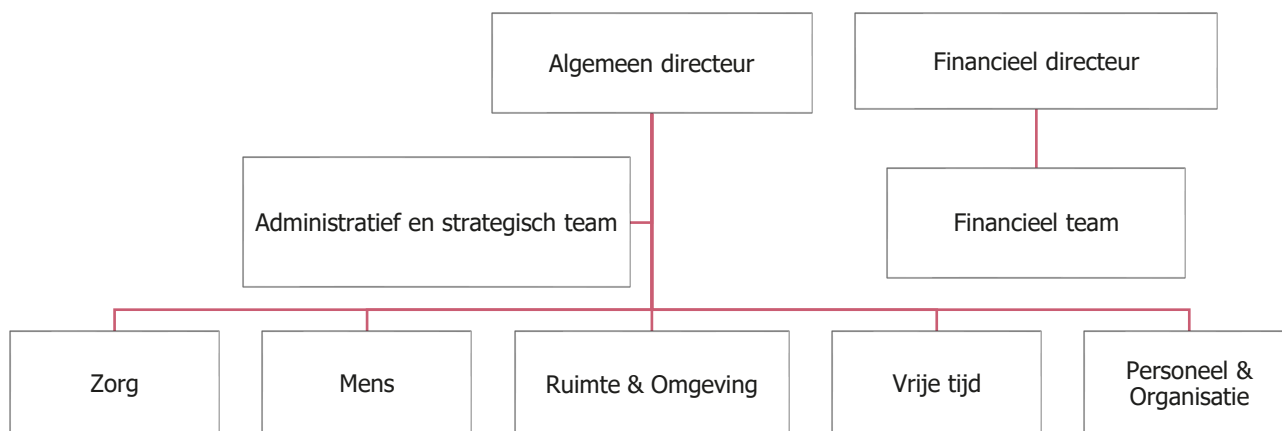 Algemeen directeur
Financieel directeur
Administratief en strategisch team
Financieel team
Zorg
Mens
Ruimte & Omgeving
Vrije tijd
Personeel &
Organisatie